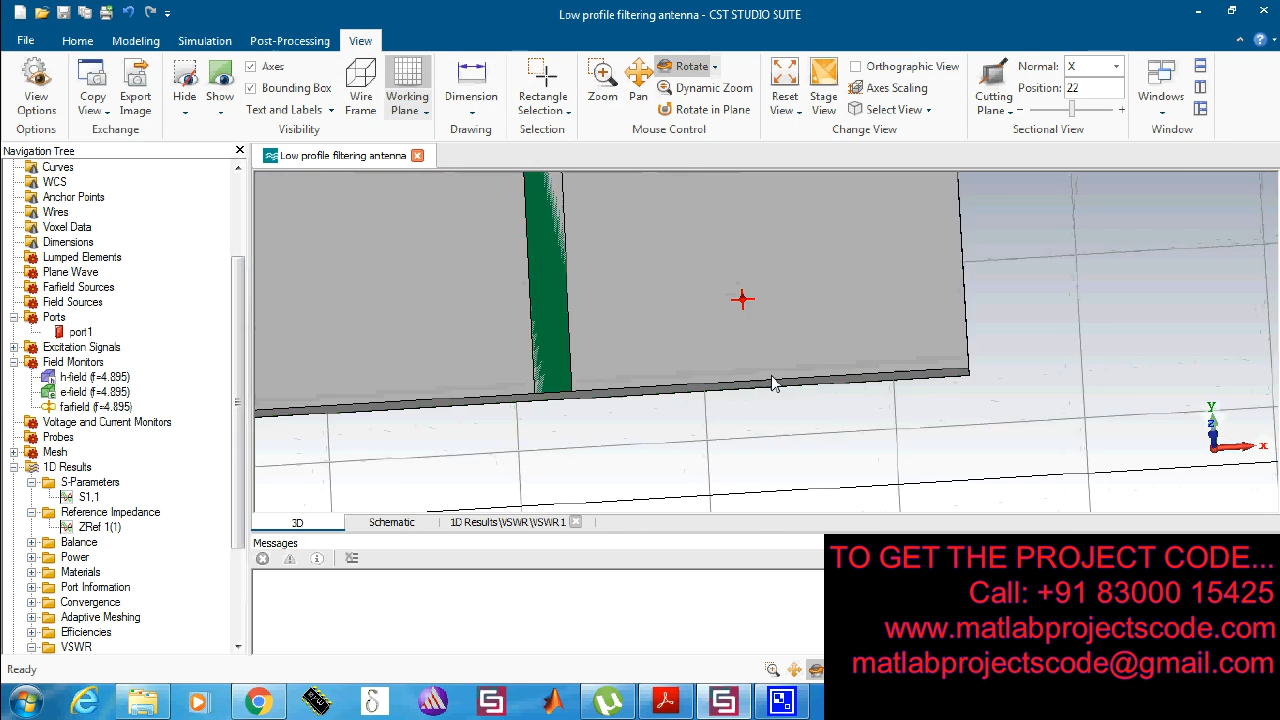 Low profile filtering antenna - CST STUDIO SUITE
File Home Modeling Simulation Post-Processing View
View Options
Copy View
Export Image
Hide
Show
Axes
Bounding Box
Text and Labels
Wire Frame
Working Plane
Dimension
Rectangle Selection
Zoom
Pan
Rotate
Dynamic Zoom
Rotate in Plane
Reset View
Stage View
Orthographic View
Axes Scaling
Select View
Cutting Plane
Normal: X
Position: 22
Windows
Options Exchange Visibility Drawing Selection Mouse Control Change View Sectional View Window
Navigation Tree
Low profile filtering antenna
Curves
WCS
Anchor Points
Wires
Voxel Data
Dimensions
Lumped Elements
Plane Wave
Farfield Sources
Field Sources
Ports
port1
Excitation Signals
Field Monitors
h-field (f=4.895)
e-field (f=4.895)
farfield (f=4.895)
Voltage and Current Monitors
Probes
Mesh
1D Results
S-Parameters
S1,1
Reference Impedance
ZRef 1(1)
Balance
Power
Materials
Port Information
Convergence
Adaptive Meshing
Efficiencies
VSWR
y
z
x
3D Schematic 1D Results\VSWR\VSWR1
Messages
Ready
TO GET THE PROJECT CODE...
Call: +91 83000 15425
www.matlabprojectscode.com
matlabprojectscode@gmail.com